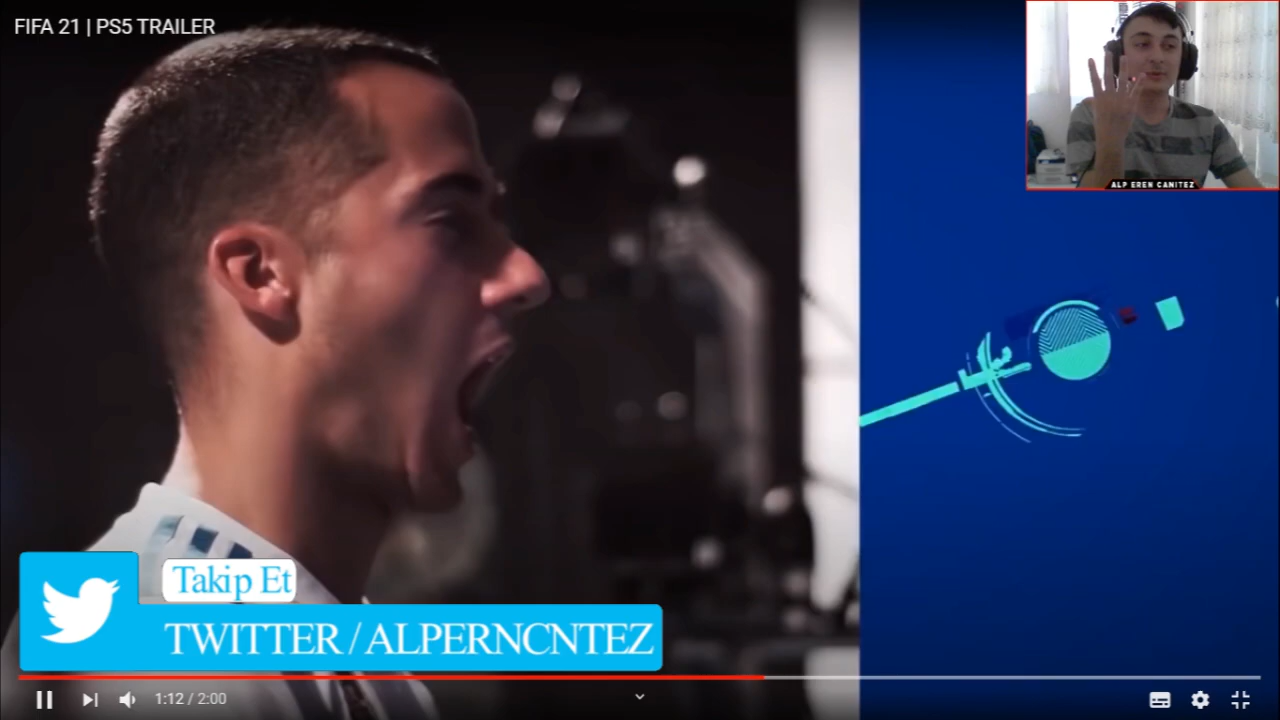 FIFA 21 | PS5 TRAILER
ALP EREN CANITEZ
Takip Et
TWITTER / ALPERNCNTEZ
1:12 / 2:00